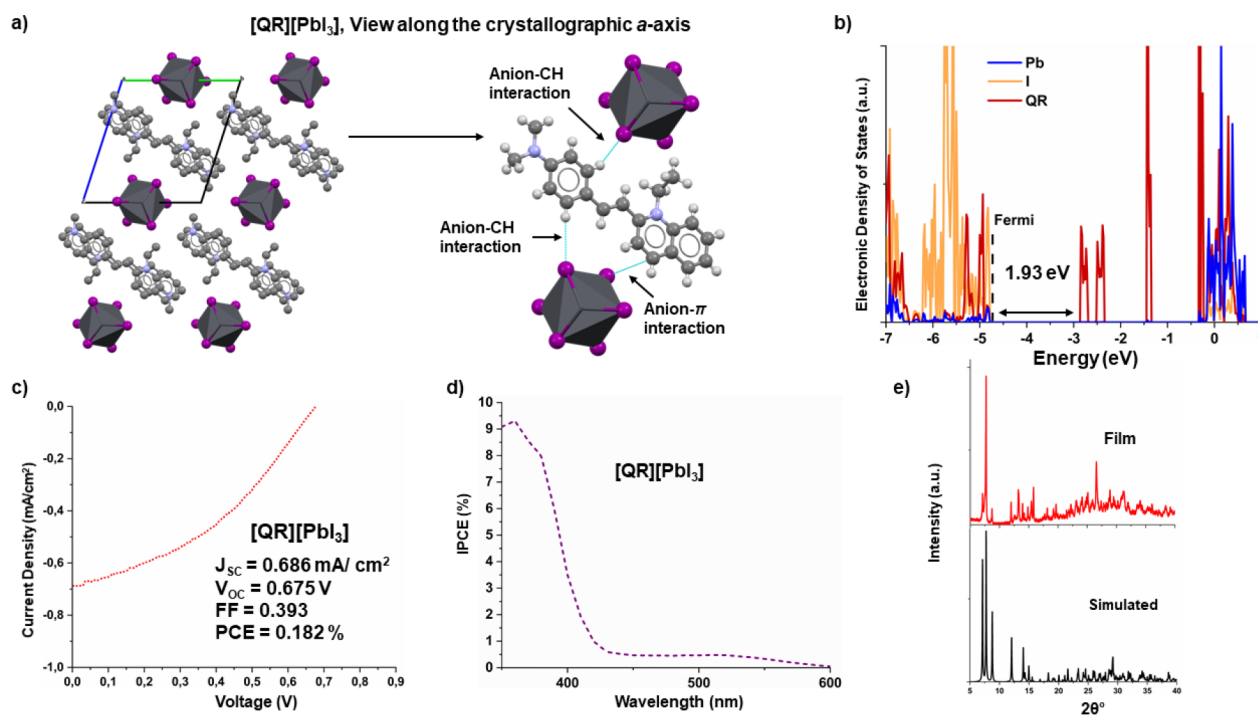 a)
[QR][PbI₃], View along the crystallographic a-axis
Anion-CH
interaction
Anion-CH
interaction
Anion-π
interaction
b)
Electronic Density of States (a.u.)
Pb
I
QR
Fermi
1.93 eV
-7 -6 -5 -4 -3 -2 -1 0
Energy (eV)
c)
Current Density (mA/cm²)
0,0
-0,2
-0,4
-0,6
-0,8
-1,0
[QR][PbI₃]
J_SC = 0.686 mA/ cm²
V_OC = 0.675 V
FF = 0.393
PCE = 0.182 %
0,0 0,1 0,2 0,3 0,4 0,5 0,6 0,7 0,8 0,9
Voltage (V)
d)
IPCE (%)
10
9
8
7
6
5
4
3
2
1
0
[QR][PbI₃]
400 500 600
Wavelength (nm)
e)
Intensity (a.u.)
Film
Simulated
5 10 15 20 25 30 35 40
2θ°